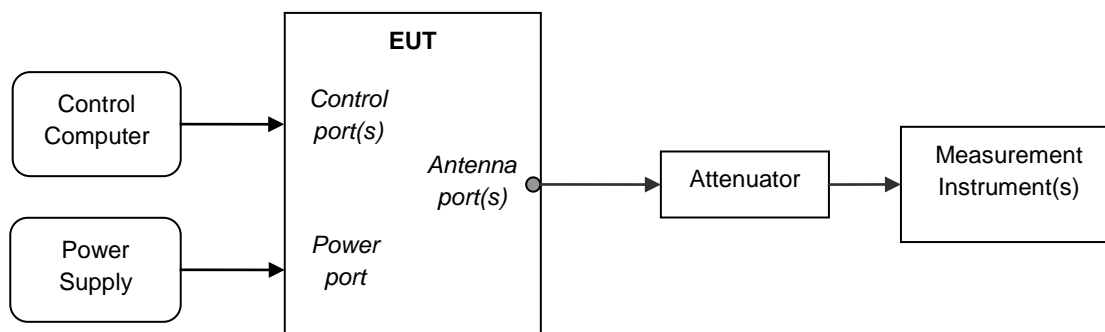 EUT
Control
Computer
Control
port(s)
Antenna
port(s)
Attenuator
Measurement
Instrument(s)
Power
Supply
Power
port